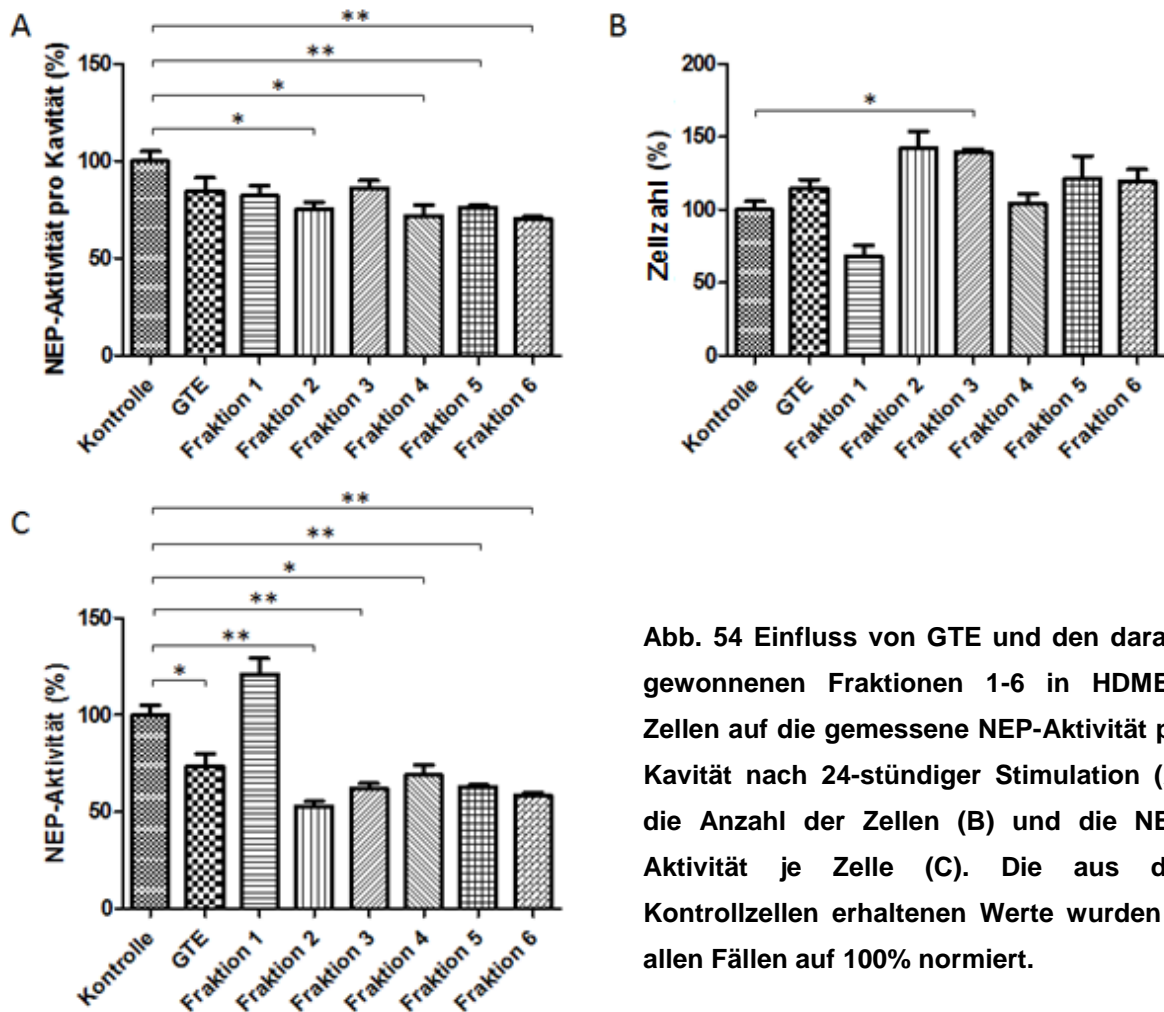 A
**
**
*
*
NEP-Aktivität pro Kavität (%)
150
100
50
0
Kontrolle
GTE
Fraktion 1
Fraktion 2
Fraktion 3
Fraktion 4
Fraktion 5
Fraktion 6
B
*
Zellzahl (%)
200
150
100
50
0
Kontrolle
GTE
Fraktion 1
Fraktion 2
Fraktion 3
Fraktion 4
Fraktion 5
Fraktion 6
C
**
**
*
**
**
*
NEP-Aktivität (%)
150
100
50
0
Kontrolle
GTE
Fraktion 1
Fraktion 2
Fraktion 3
Fraktion 4
Fraktion 5
Fraktion 6
Abb. 54 Einfluss von GTE und den dara
gewonnenen Fraktionen 1-6 in HDME
Zellen auf die gemessene NEP-Aktivität p
Kavität nach 24-stündiger Stimulation (
die Anzahl der Zellen (B) und die NE
Aktivität je Zelle (C). Die aus d
Kontrollzellen erhaltenen Werte wurden
allen Fällen auf 100% normiert.